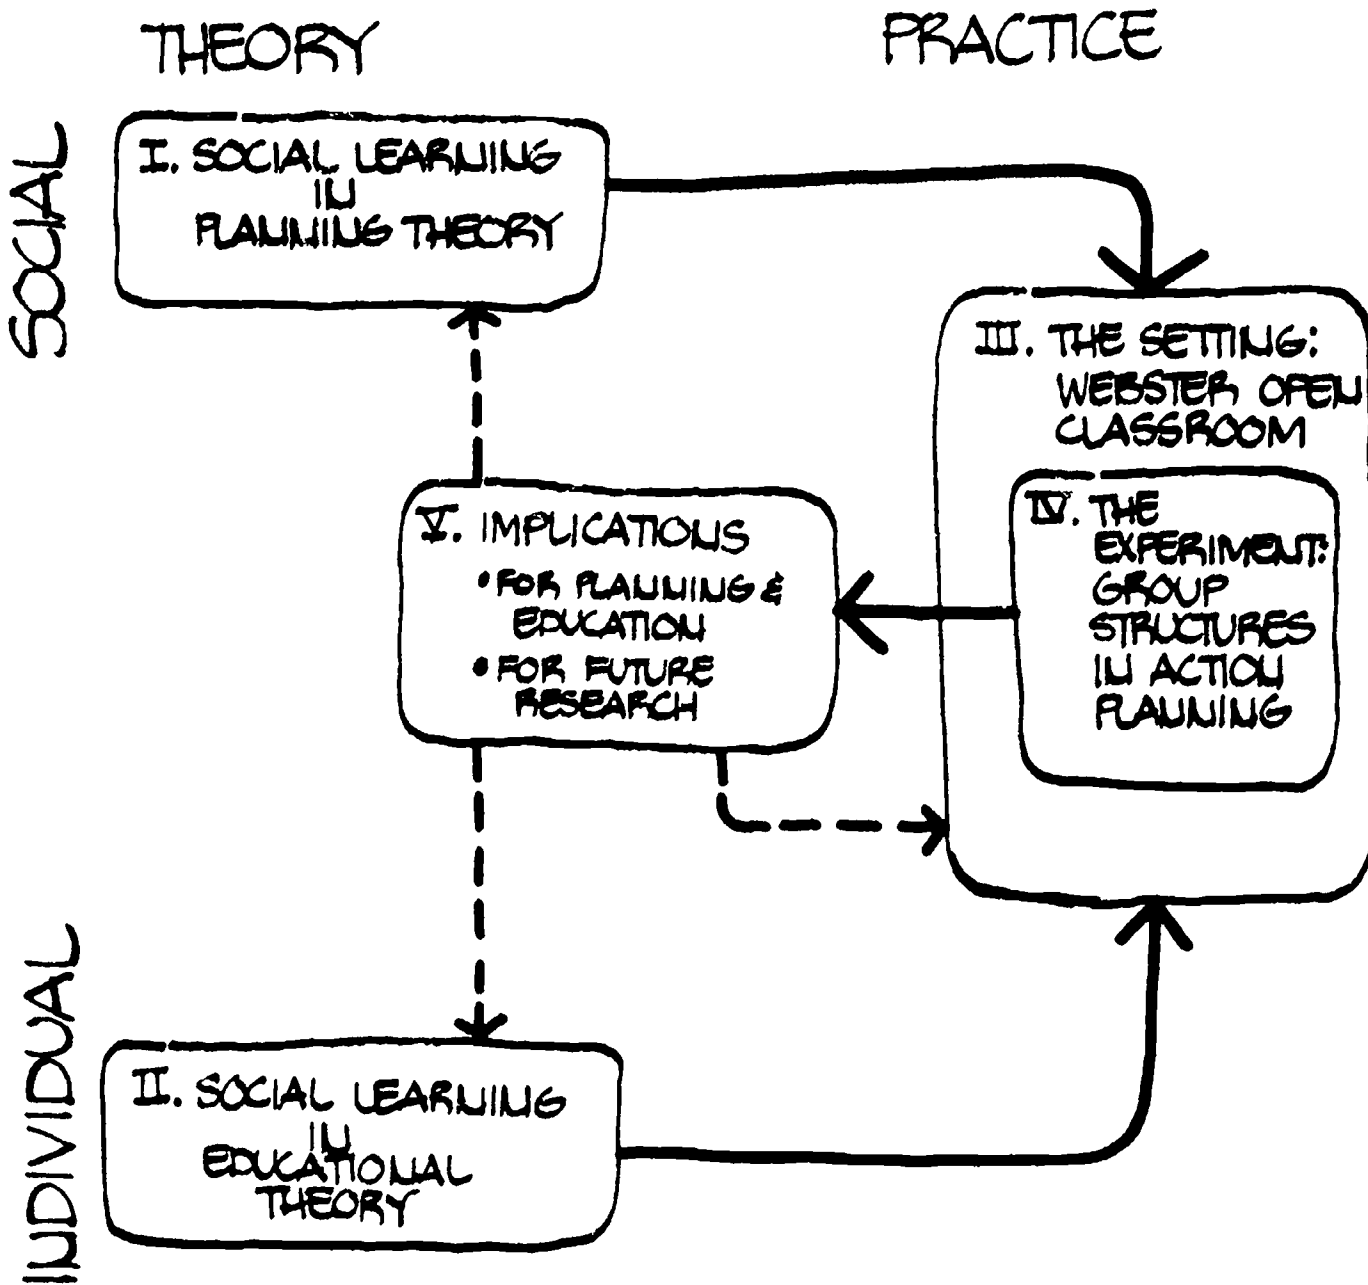 THEORY
PRACTICE
SOCIAL
I. SOCIAL LEARNING
IN
PLANNING THEORY
III. THE SETTING:
WEBSTER OPEN
CLASSROOM
IV. THE
EXPERIMENT:
GROUP
STRUCTURES
IN ACTION
PLANNING
V. IMPLICATIONS
• FOR PLANNING &
EDUCATION
• FOR FUTURE
RESEARCH
INDIVIDUAL
II. SOCIAL LEARNING
IN
EDUCATIONAL
THEORY